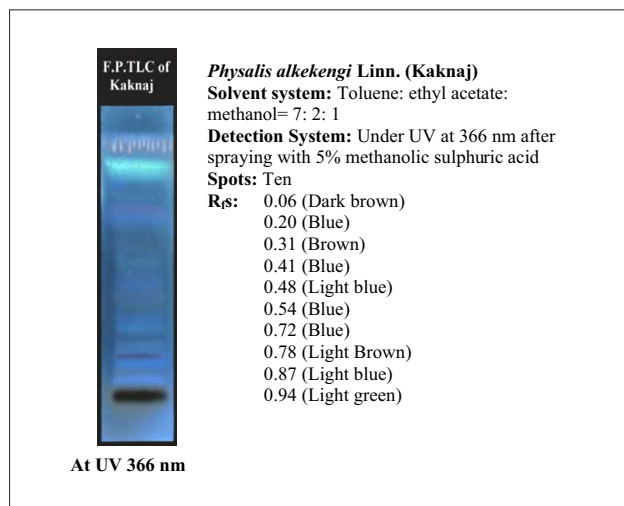 F.P.TLC of
Kaknaj
Physalis alkekengi Linn. (Kaknaj)
Solvent system: Toluene: ethyl acetate:
methanol= 7: 2: 1
Detection System: Under UV at 366 nm after
spraying with 5% methanolic sulphuric acid
Spots: Ten
Rfs: 0.06 (Dark brown)
0.20 (Blue)
0.31 (Brown)
0.41 (Blue)
0.48 (Light blue)
0.54 (Blue)
0.72 (Blue)
0.78 (Light Brown)
0.87 (Light blue)
0.94 (Light green)
At UV 366 nm